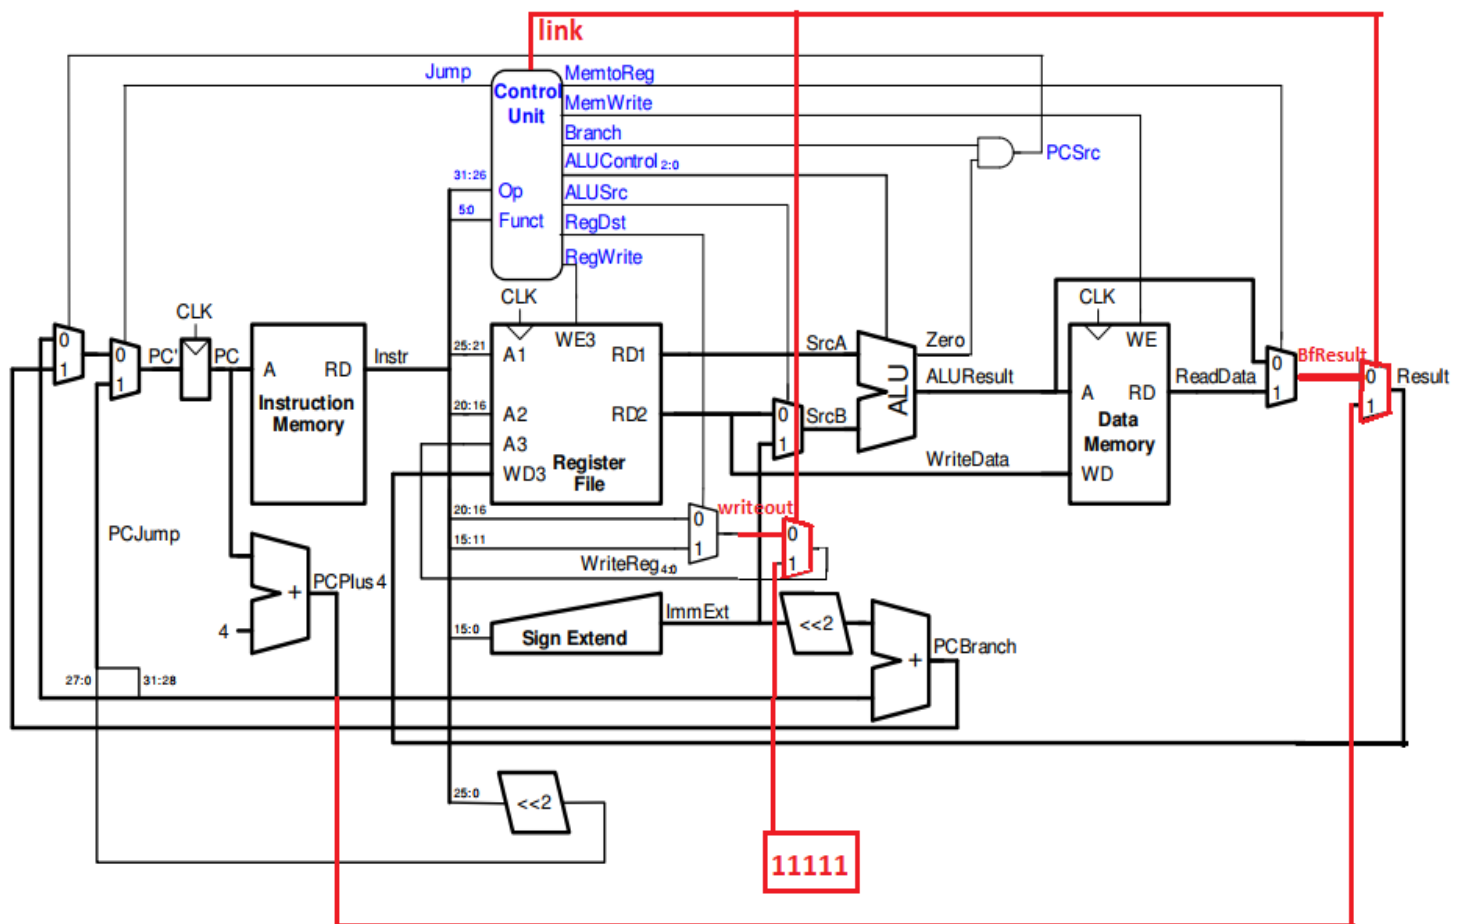 link
Jump
Control
Unit
MemtoReg
MemWrite
Branch
ALUControl 2:0
ALUSrc
RegDst
RegWrite
PCSrc
31:26
Op
5:0
Funct
CLK
CLK
CLK
0
1
0
1
PC'
PC
A
RD
Instruction
Memory
Instr
25:21
A1
WE3
RD1
20:16
A2
RD2
A3
WD3
Register
File
SrcA
0
1
SrcB
ALU
Zero
ALUResult
WriteData
WE
A
RD
Data
Memory
WD
ReadData
0
1
BfResult
0
1
Result
20:16
15:11
0
1
writeout
0
1
WriteReg4:0
PCJump
+
PCPlus4
4
15:0
Sign Extend
ImmExt
<<2
+
PCBranch
27:0
31:28
25:0
<<2
11111